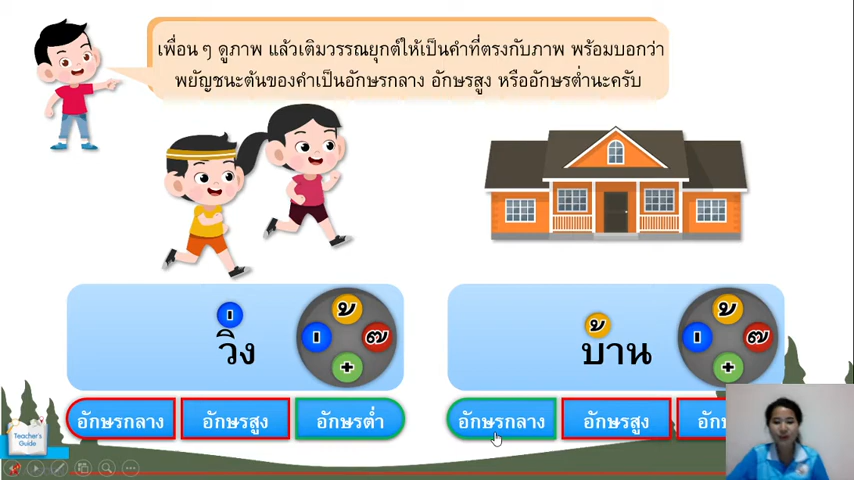 เพื่อน ๆ ดูภาพ แล้วเติมวรรณยุกต์ให้เป็นคำที่ตรงกับภาพ พร้อมบอกว่า
พยัญชนะต้นของคำเป็นอักษรกลาง อักษรสูง หรืออักษรต่ำนะครับ
วิ่ง
บ้าน
อักษรกลาง อักษรสูง อักษรต่ำ
อักษรกลาง อักษรสูง
Teacher's
Guide